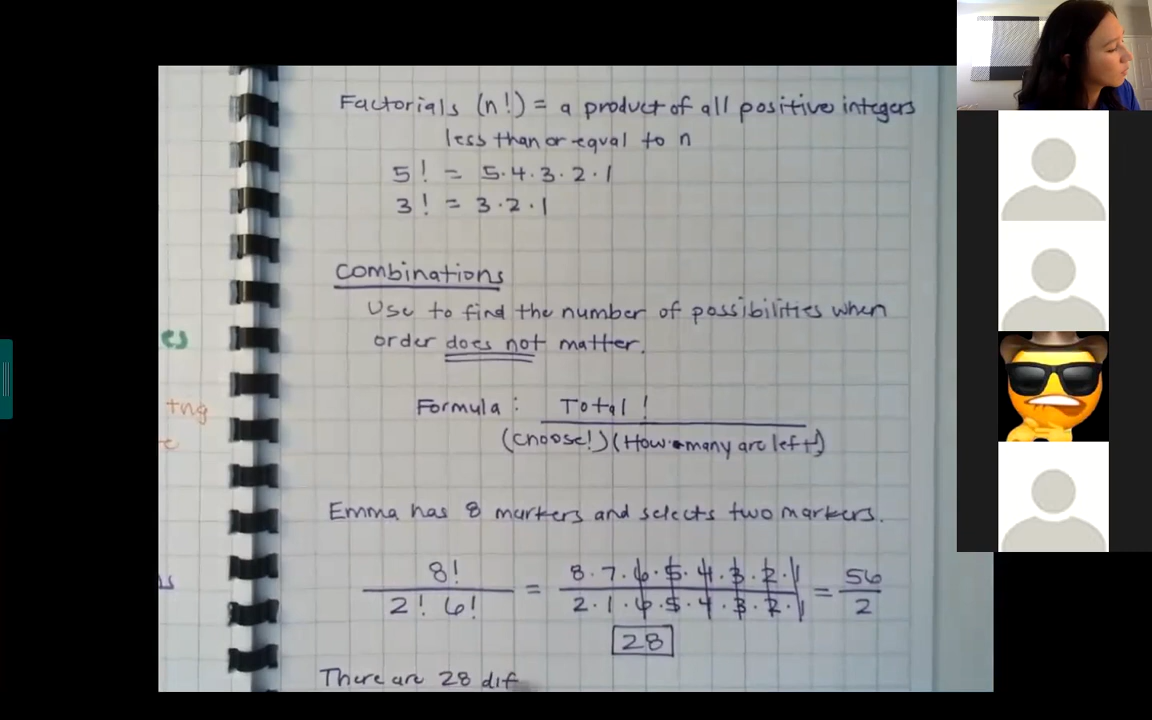 Factorials (n!) = a product of all positive integers
less than or equal to n
5! = 5·4·3·2·1
3! = 3·2·1
Combinations
es
Use to find the number of possibilities when
order does not matter.
tng
Formula: Total!
(Choose!)(How many are left!)
Emma has 8 markers and selects two markers.
8! / 2! 6! = 8·7·6·5·4·3·2·1 / 2·1·6·5·4·3·2·1 = 56 / 2
28
There are 28 dif